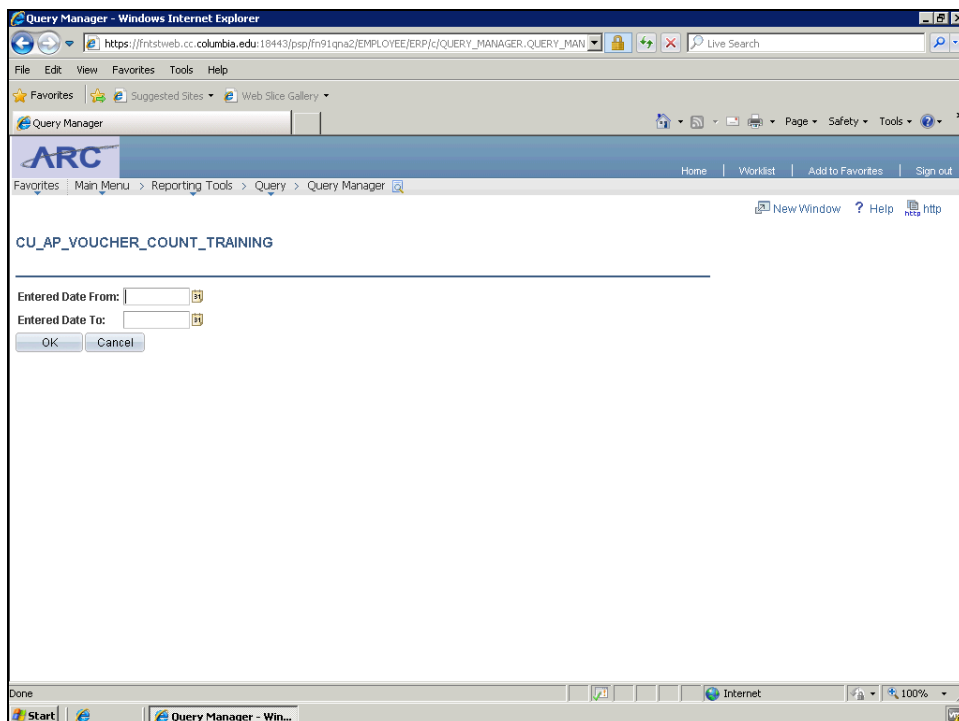 Query Manager - Windows Internet Explorer
https://fntstweb.cc.columbia.edu:18443/psp/fn91qna2/EMPLOYEE/ERP/c/QUERY_MANAGER.QUERY_MAN
Live Search
File Edit View Favorites Tools Help
Favorites Suggested Sites Web Slice Gallery
Query Manager
Page Safety Tools
ARC
Home | Worklist | Add to Favorites | Sign out
Favorites Main Menu > Reporting Tools > Query > Query Manager
New Window ? Help http
CU_AP_VOUCHER_COUNT_TRAINING
Entered Date From: 31
Entered Date To: 31
OK Cancel
Done Internet 100%
Start Query Manager - Win...